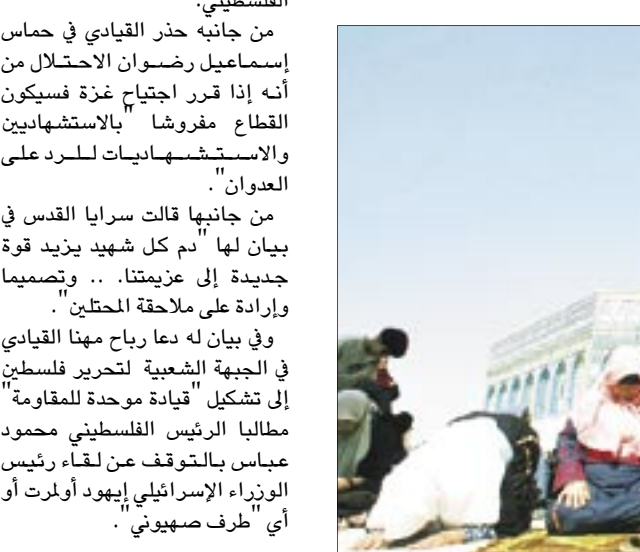 الفلسطيني.
من جانبه حذر القيادي في حماس
إسماعيل رضوان الاحتلال من
أنه إذا قرر اجتياح غزة فسيكون
القطاع مفروشا "بالاستشهاديين
والاستشهاديات للرد على
العدوان".
من جانبها قالت سرايا القدس في
بيان لها "دم كل شهيد يزيد قوة
جديدة إلى عزيمتنا. .. وتصميما
وإرادة على ملاحقة المحتلين".
وفي بيان له دعا رباح مهنا القيادي
في الجبهة الشعبية لتحرير فلسطين
إلى تشكيل "قيادة موحدة للمقاومة"
مطالبا الرئيس الفلسطيني محمود
عباس بالتوقف عن لقاء رئيس
الوزراء الإسرائيلي إيهود أولمرت أو
أي "طرف صهيوني".